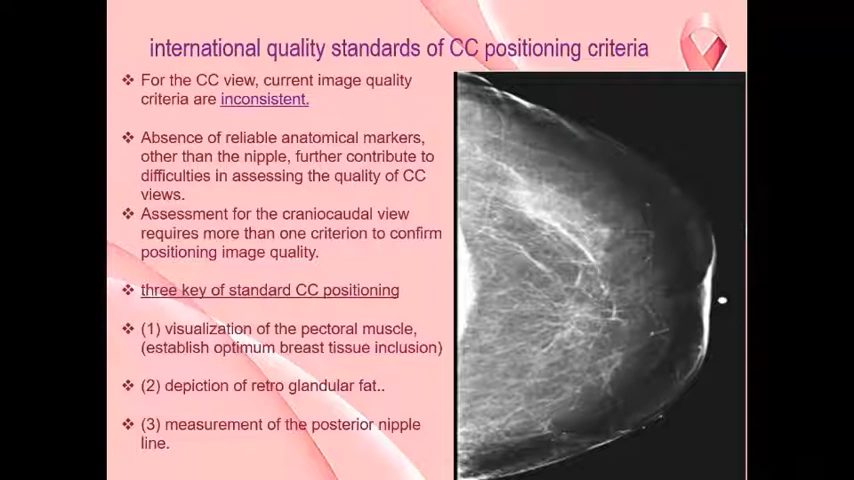 international quality standards of CC positioning criteria
❖ For the CC view, current image quality
criteria are inconsistent.
❖ Absence of reliable anatomical markers,
other than the nipple, further contribute to
difficulties in assessing the quality of CC
views.
❖ Assessment for the craniocaudal view
requires more than one criterion to confirm
positioning image quality.
❖ three key of standard CC positioning
❖ (1) visualization of the pectoral muscle,
(establish optimum breast tissue inclusion)
❖ (2) depiction of retro glandular fat..
❖ (3) measurement of the posterior nipple
line.